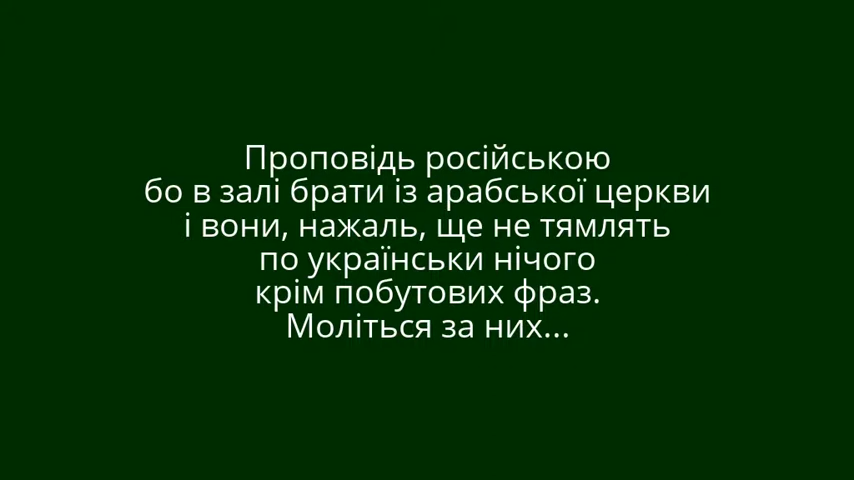 Проповідь російською
бо в залі брати із арабської церкви
і вони, нажаль, ще не тямлять
по українськи нічого
крім побутових фраз.
Моліться за них...